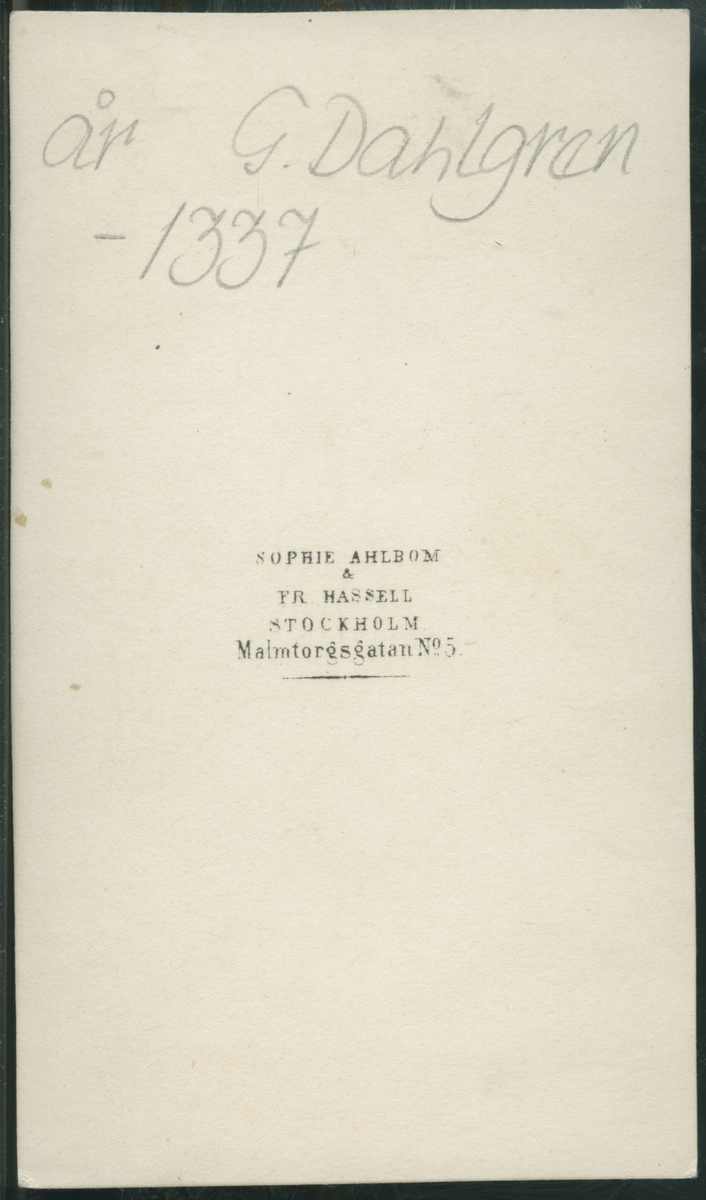 år G. Dahlgren
- 1337
SOPHIE AHLBOM
&
FR. HASSELL
STOCKHOLM
Malmtorgsgatan Nº 5.